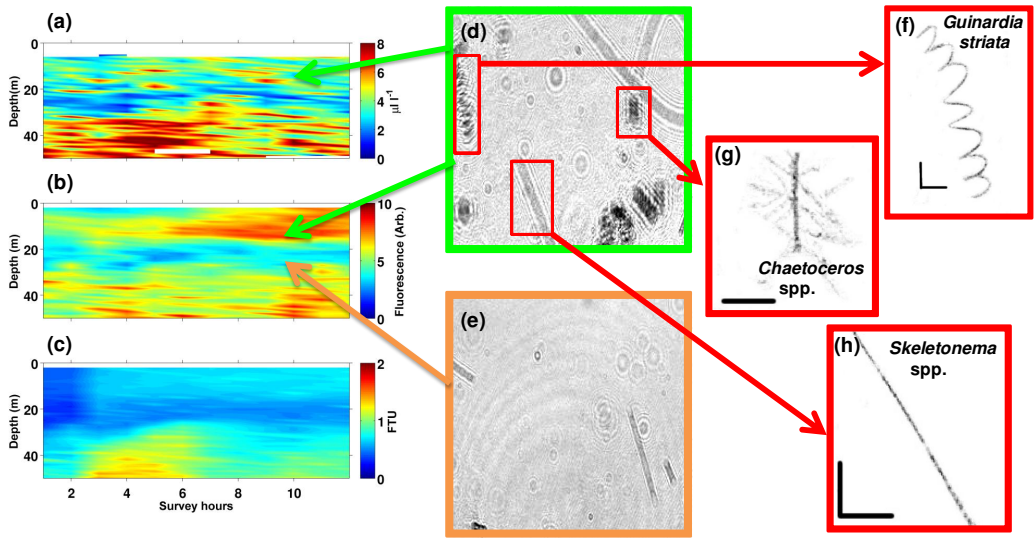 (a)
0
20
40
Depth(m)
8
6
4
2
0
µl l⁻¹
(b)
0
20
40
Depth (m)
10
5
0
Fluorescence (Arb.)
(c)
0
20
40
Depth (m)
2
1
0
FTU
2 4 6 8 10
Survey hours
(d)
(e)
(f)
Guinardia
striata
(g)
Chaetoceros
spp.
(h)
Skeletonema
spp.